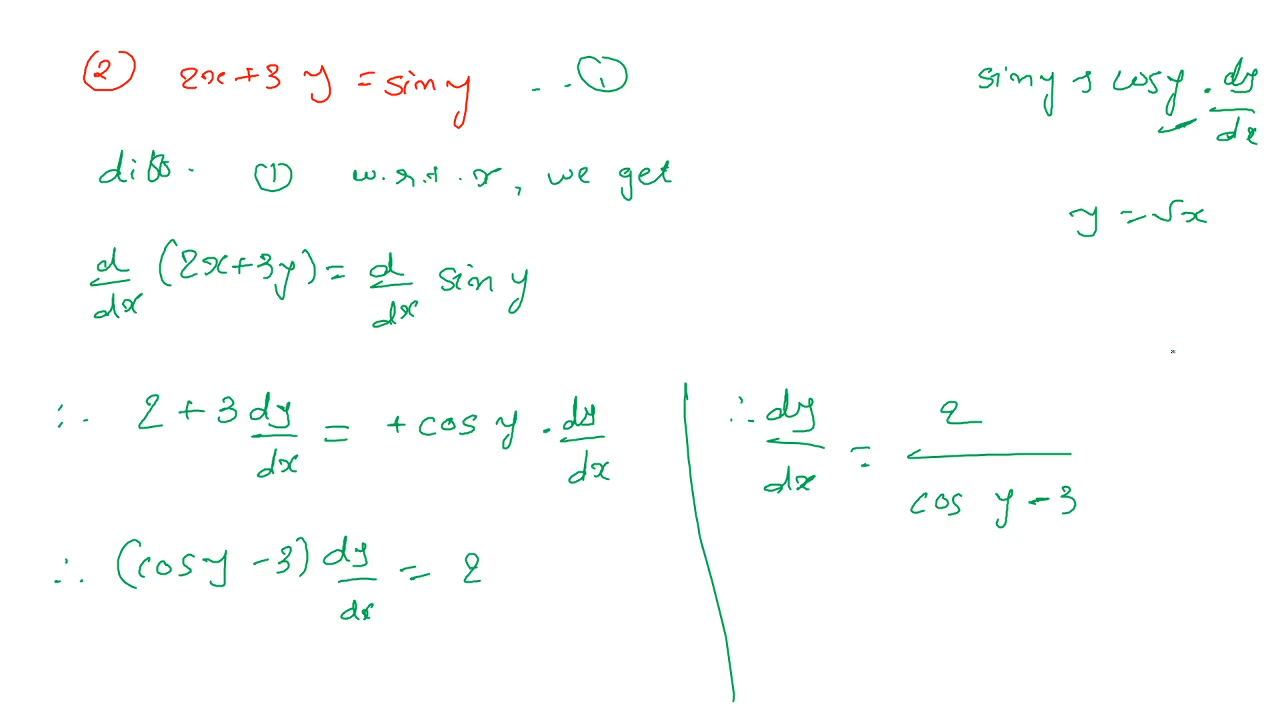 ② 2x+3 y = sin y .. ①
diff. ① w.r.t. x, we get
d/dx (2x+3y) = d/dx sin y
∴ 2 + 3 dy/dx = + cos y . dy/dx
∴ (cos y - 3) dy/dx = 2
∴ dy/dx = 2/(cos y - 3)
sin y → cos y . dy/dx
y = √x